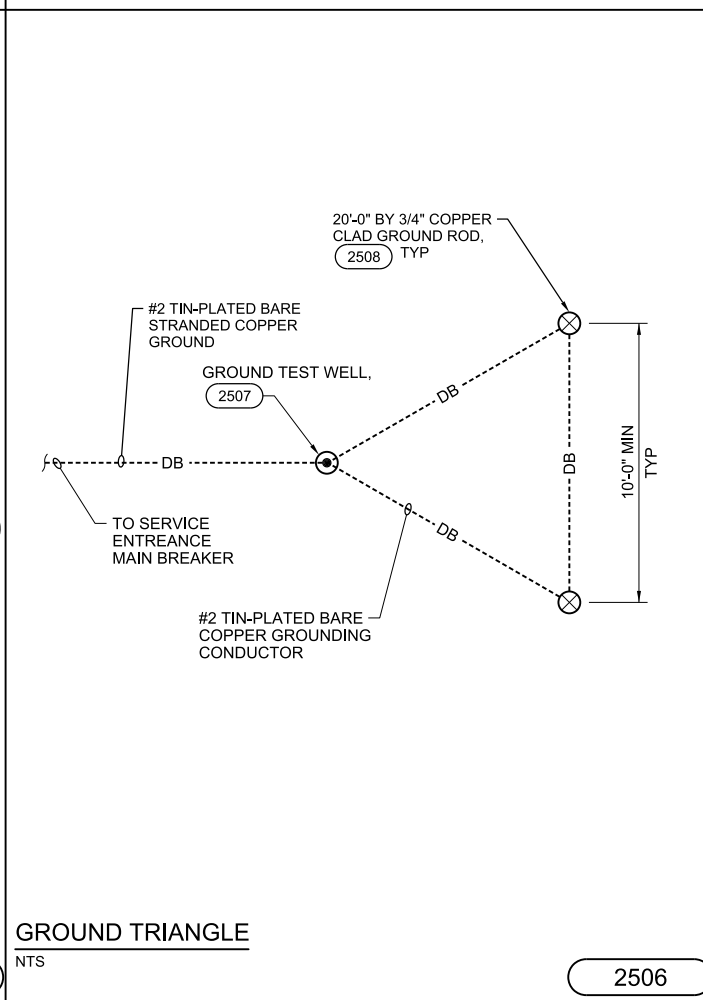 20'-0" BY 3/4" COPPER
CLAD GROUND ROD,
2508 TYP
#2 TIN-PLATED BARE
STRANDED COPPER
GROUND
GROUND TEST WELL,
2507
DB
DB
DB
DB
10'-0" MIN
TYP
TO SERVICE
ENTREANCE
MAIN BREAKER
#2 TIN-PLATED BARE
COPPER GROUNDING
CONDUCTOR
GROUND TRIANGLE
NTS
2506